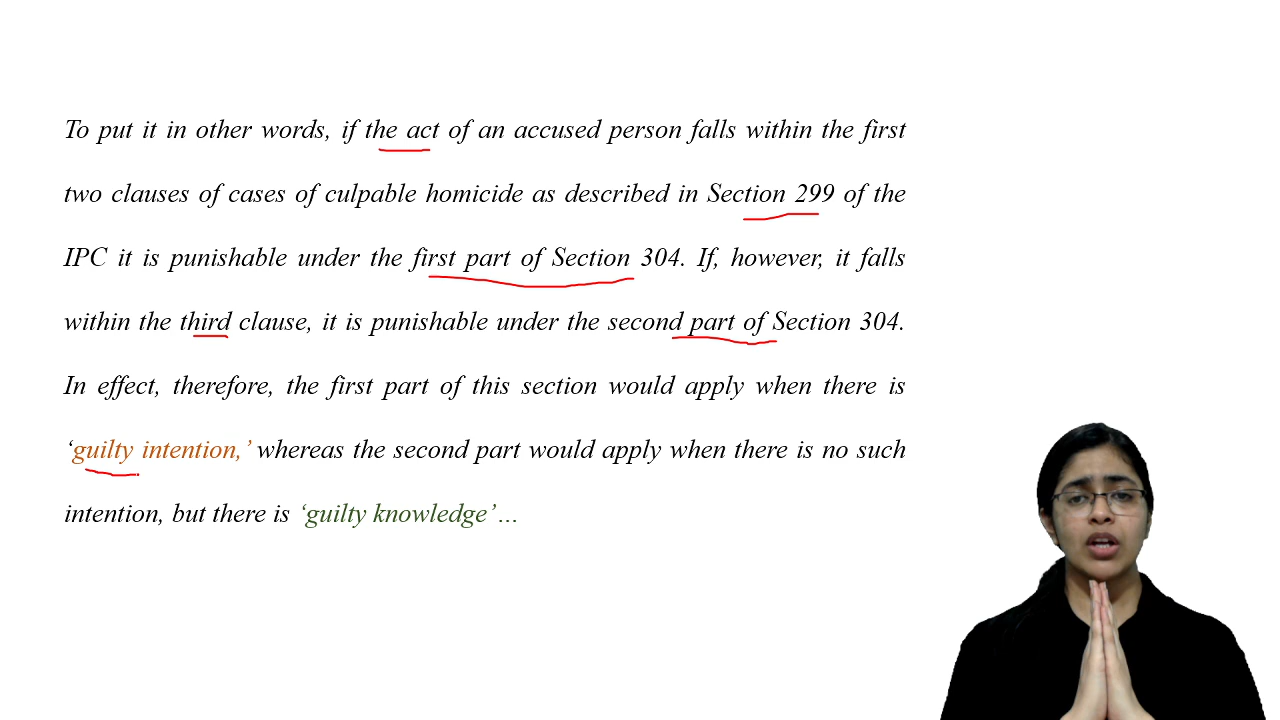 To put it in other words, if the act of an accused person falls within the first
two clauses of cases of culpable homicide as described in Section 299 of the
IPC it is punishable under the first part of Section 304. If, however, it falls
within the third clause, it is punishable under the second part of Section 304.
In effect, therefore, the first part of this section would apply when there is
‘guilty intention,’ whereas the second part would apply when there is no such
intention, but there is ‘guilty knowledge’…